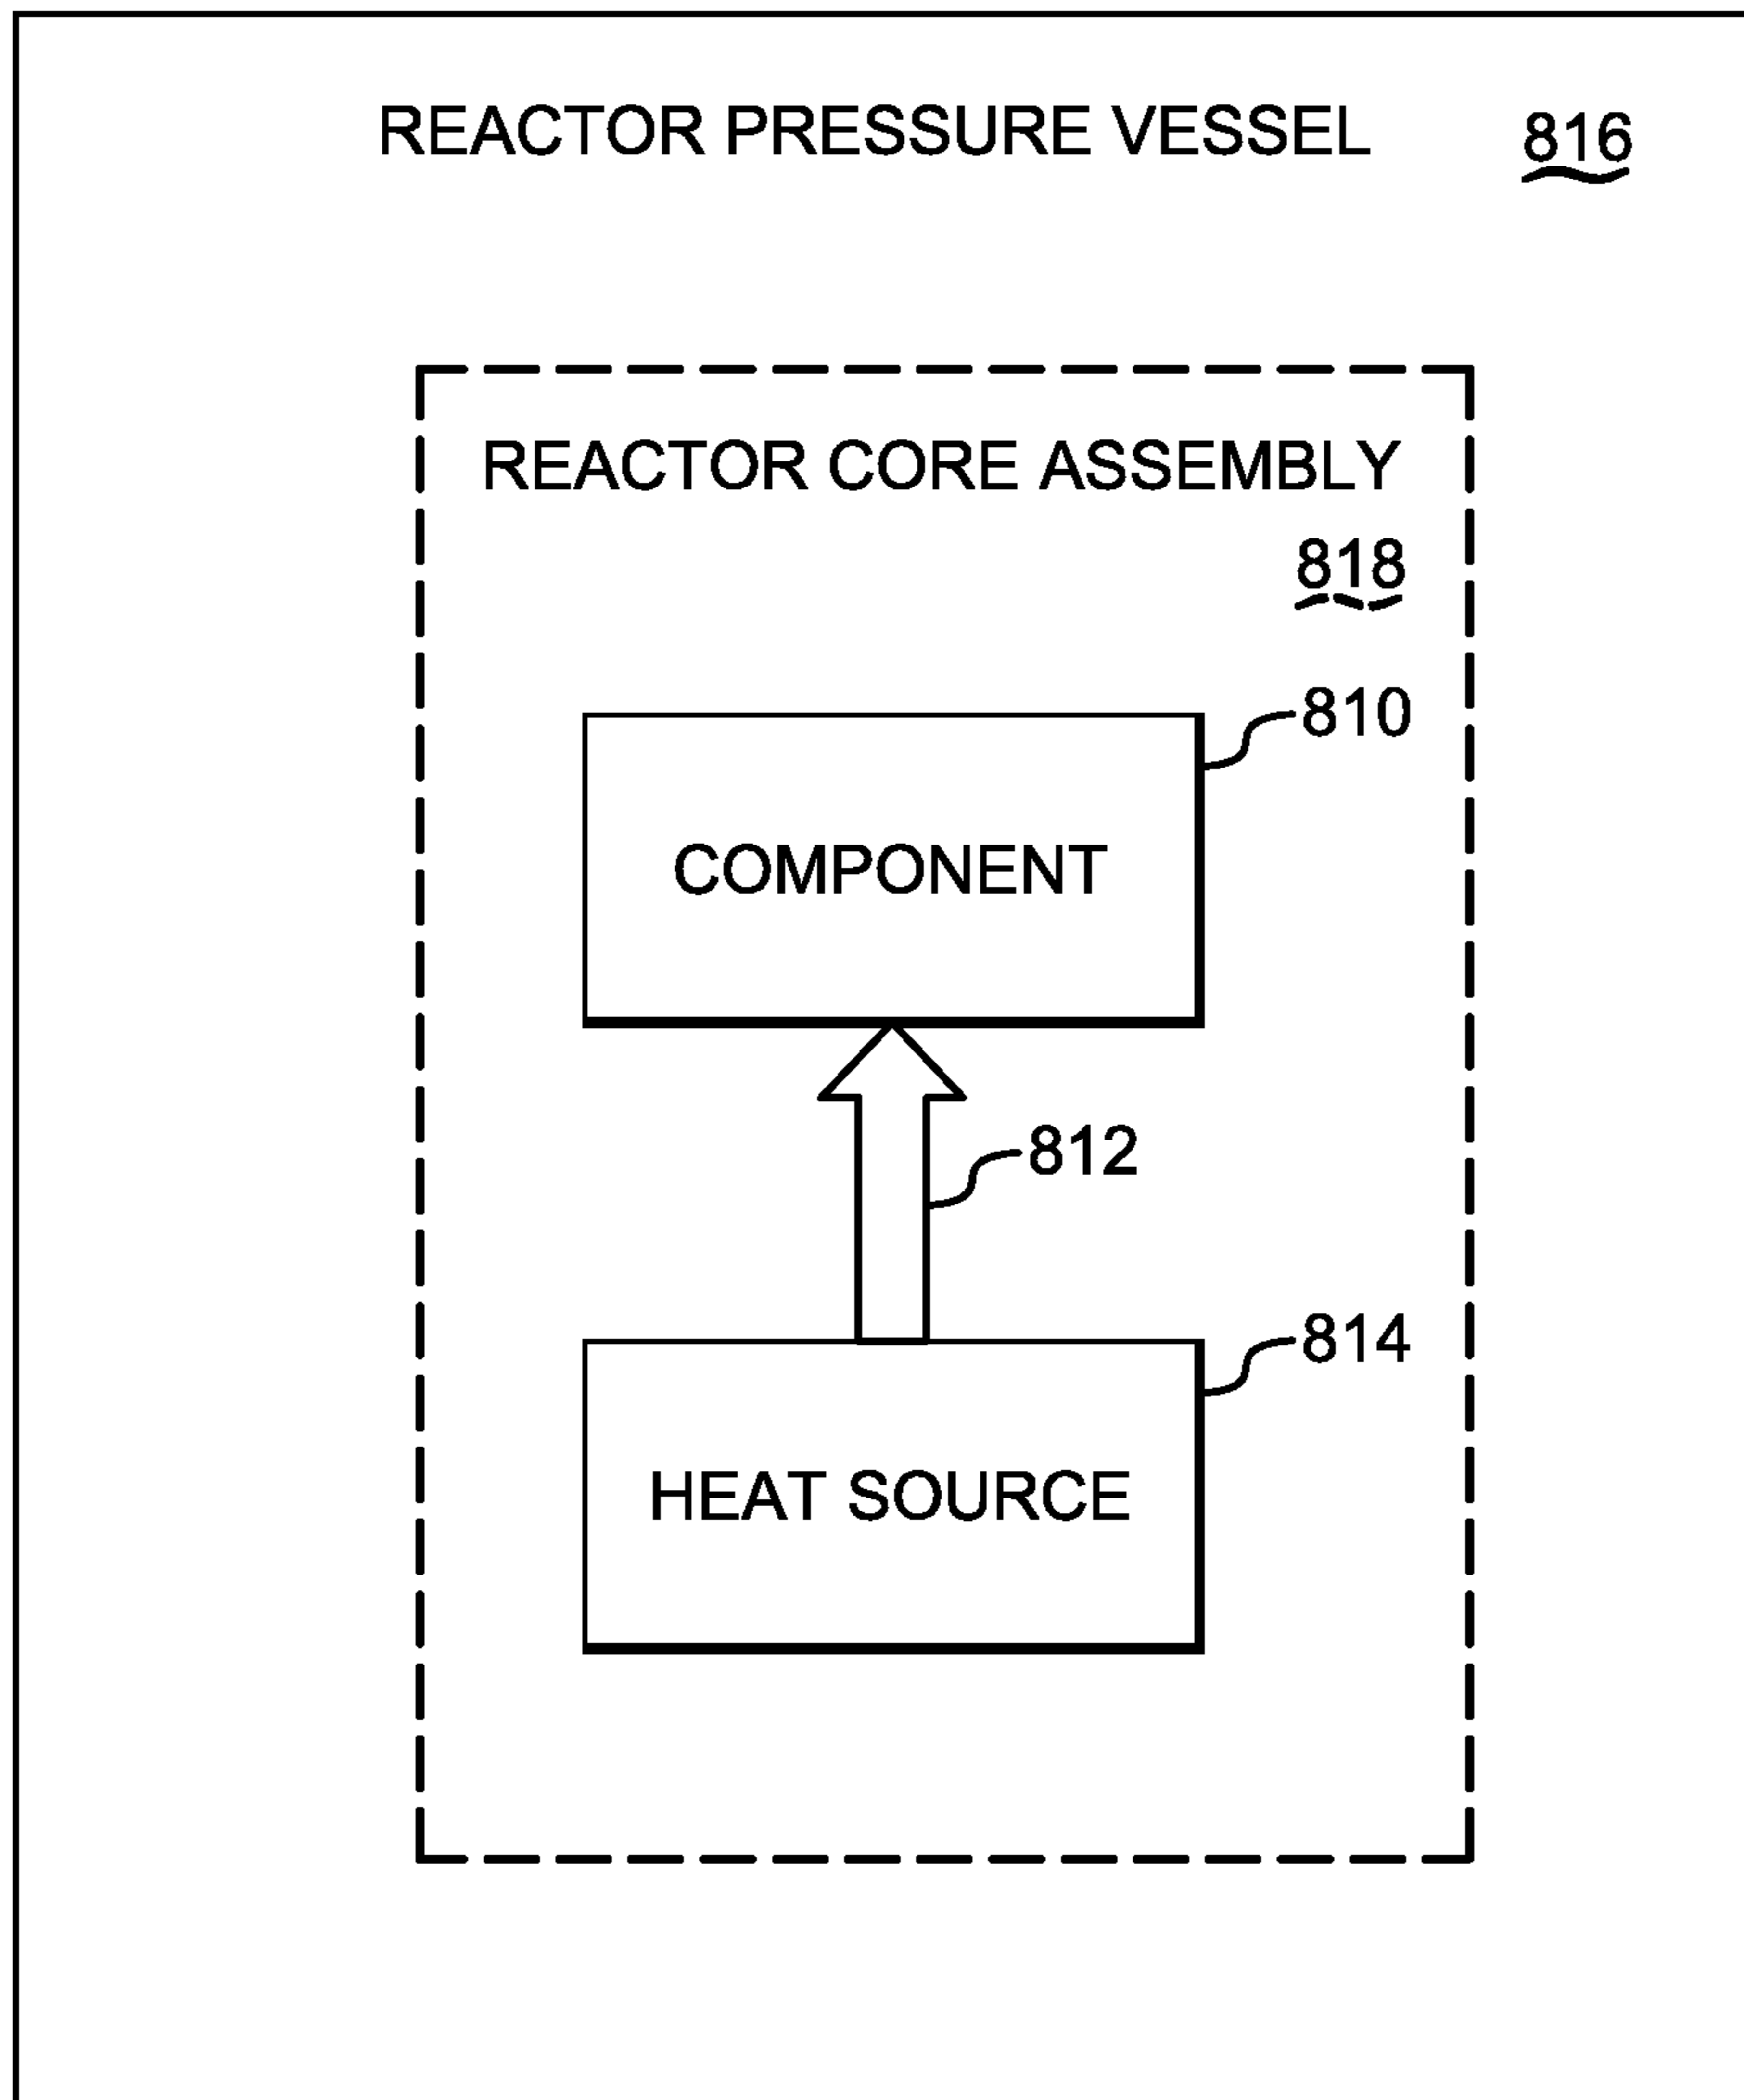 REACTOR PRESSURE VESSEL 816
REACTOR CORE ASSEMBLY
818
810
COMPONENT
812
814
HEAT SOURCE